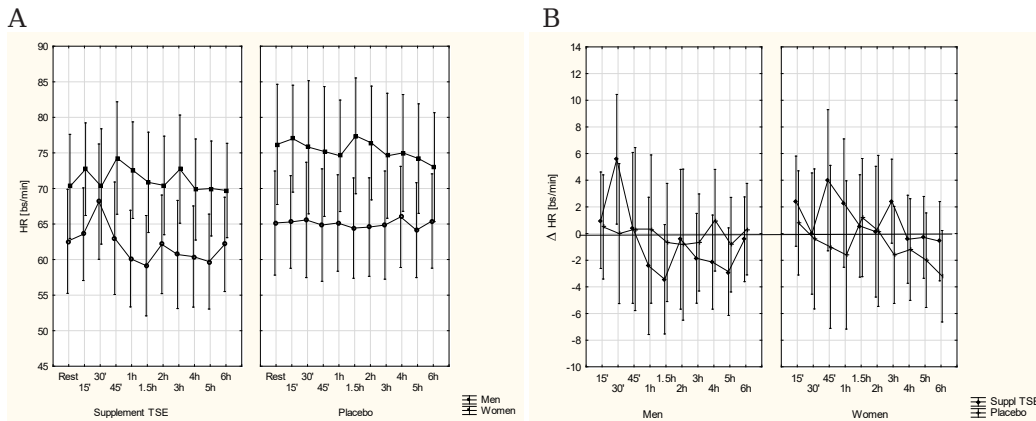 A
HR [bs/min]
90
85
80
75
70
65
60
55
50
45
Rest 30' 1h 2h 4h 6h
15' 45' 1.5h 3h 5h
Supplement TSE
Rest 30' 1h 2h 4h 6h
15' 45' 1.5h 3h 5h
Placebo
Men
Women
B
Δ HR [bs/min]
14
12
10
8
6
4
2
0
-2
-4
-6
-8
-10
15' 45' 1.5h 3h 5h
30' 1h 2h 4h 6h
Men
15' 45' 1.5h 3h 5h
30' 1h 2h 4h 6h
Women
Suppl TSE
Placebo